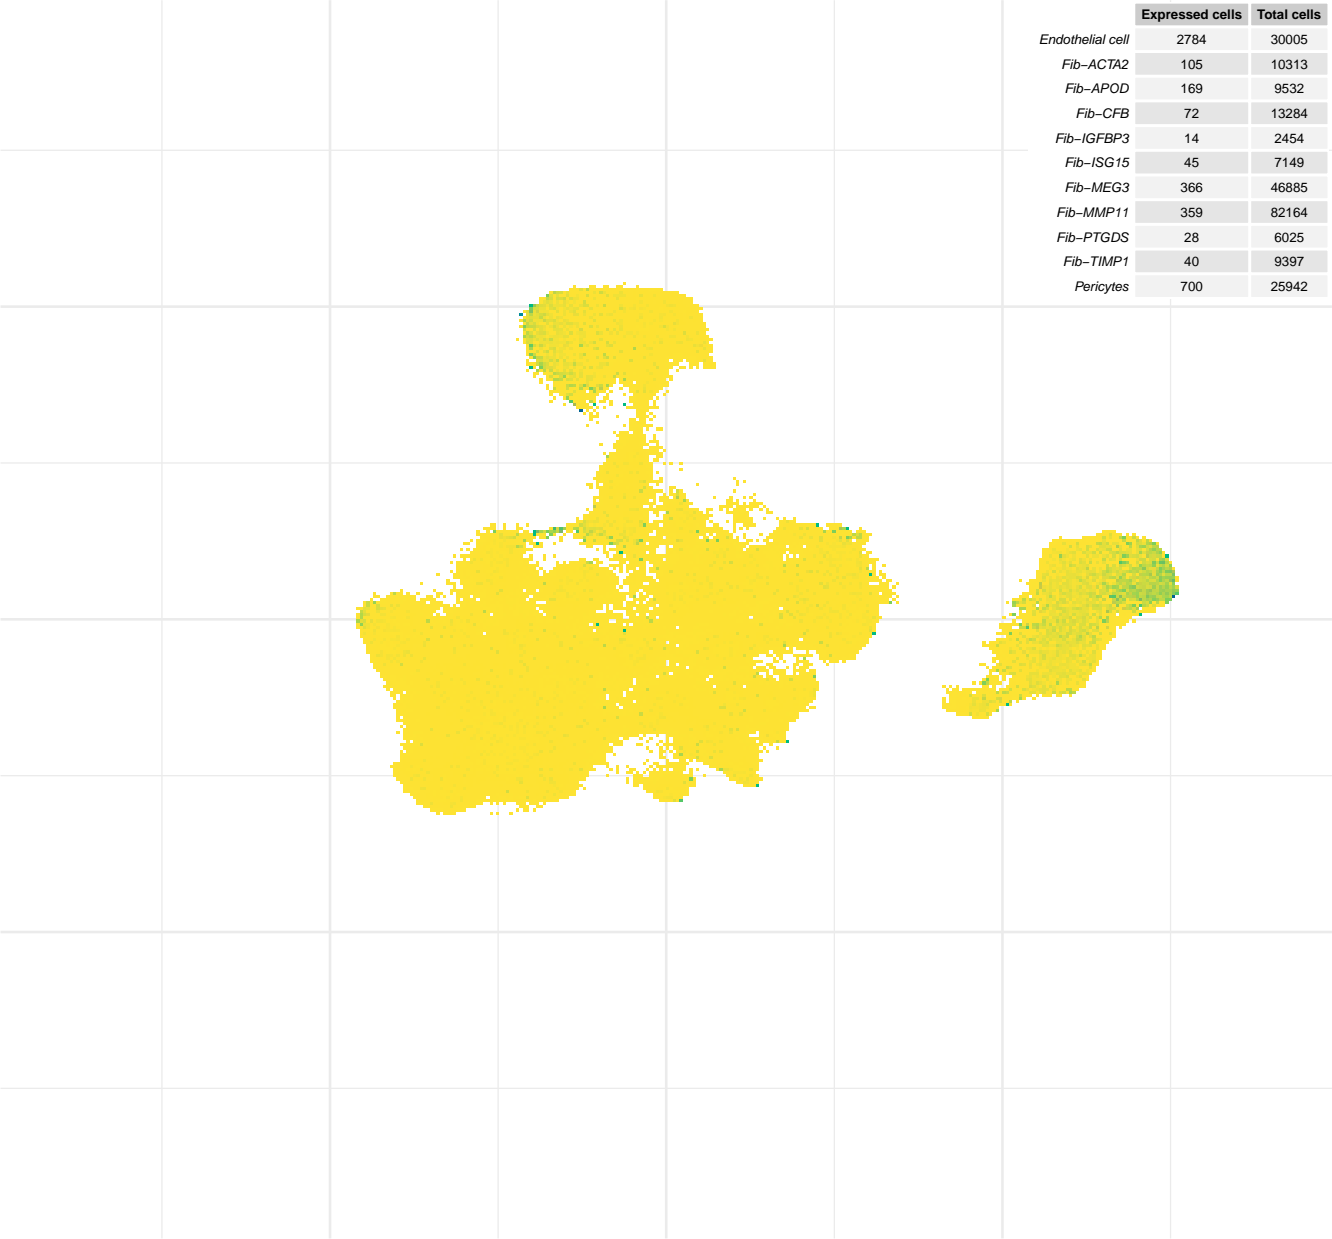 Expressed cells Total cells
Endothelial cell 2784 30005
Fib−ACTA2 105 10313
Fib−APOD 169 9532
Fib−CFB 72 13284
Fib−IGFBP3 14 2454
Fib−ISG15 45 7149
Fib−MEG3 366 46885
Fib−MMP11 359 82164
Fib−PTGDS 28 6025
Fib−TIMP1 40 9397
Pericytes 700 25942